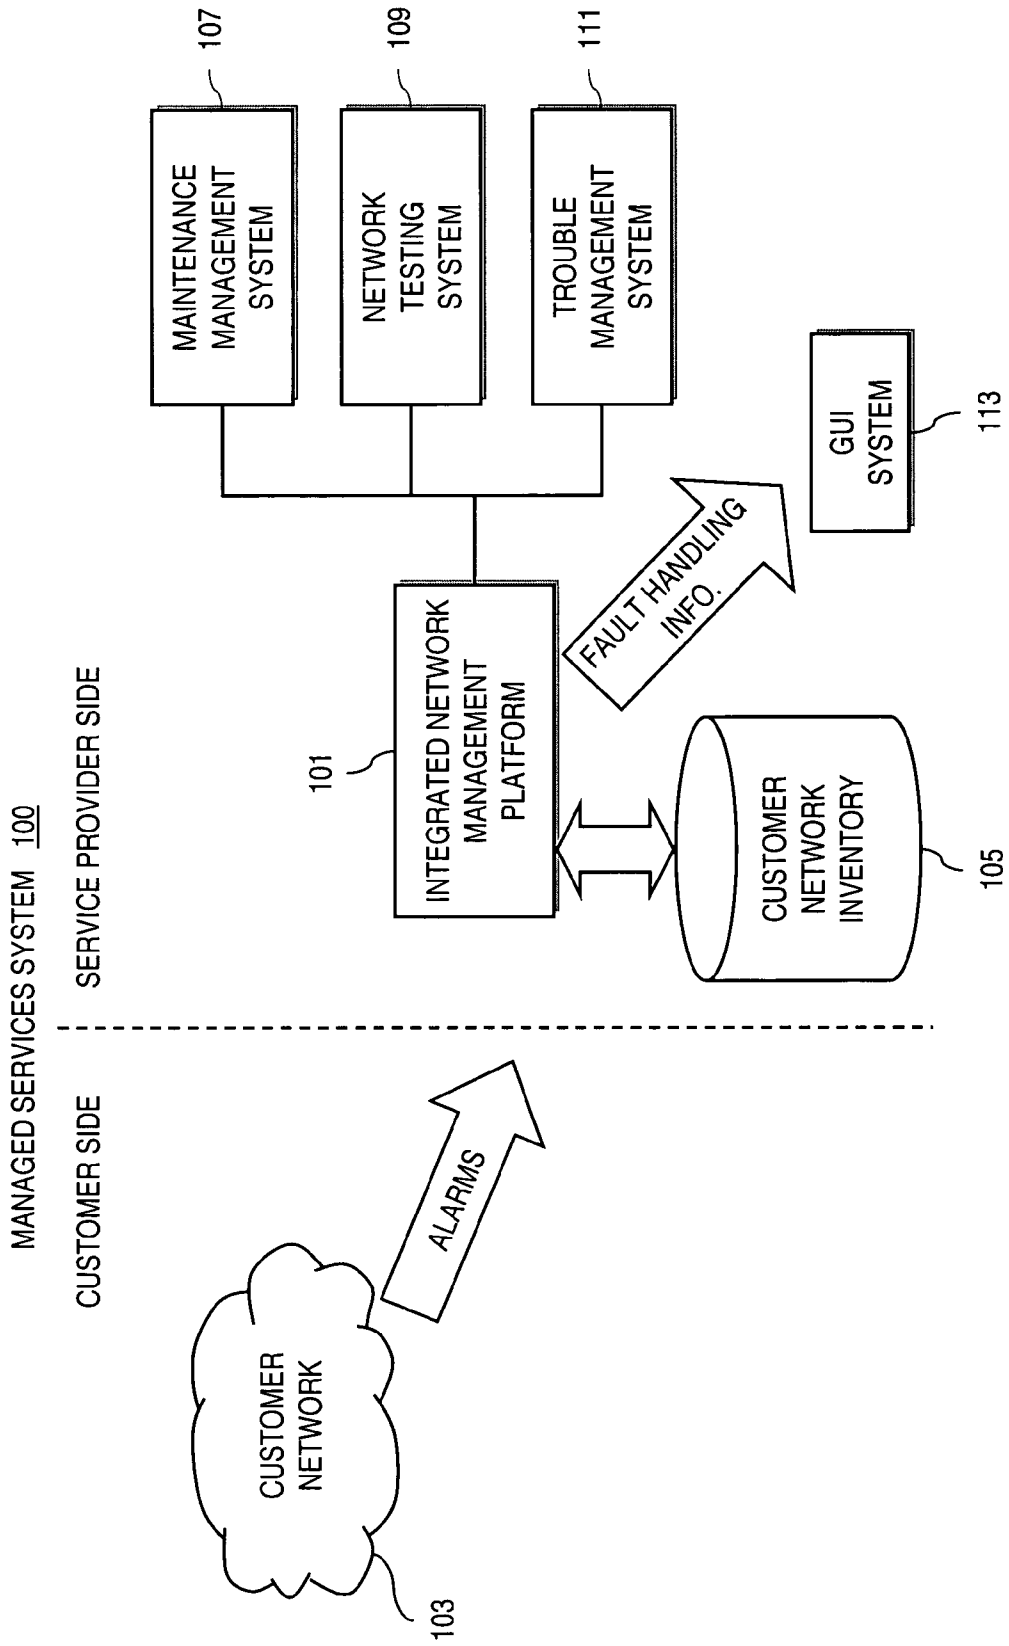 MANAGED SERVICES SYSTEM 100
CUSTOMER SIDE
SERVICE PROVIDER SIDE
CUSTOMER
NETWORK
103
ALARMS
101
INTEGRATED NETWORK
MANAGEMENT
PLATFORM
CUSTOMER
NETWORK
INVENTORY
105
FAULT HANDLING
INFO.
MAINTENANCE
MANAGEMENT
SYSTEM
107
NETWORK
TESTING
SYSTEM
109
TROUBLE
MANAGEMENT
SYSTEM
111
GUI
SYSTEM
113